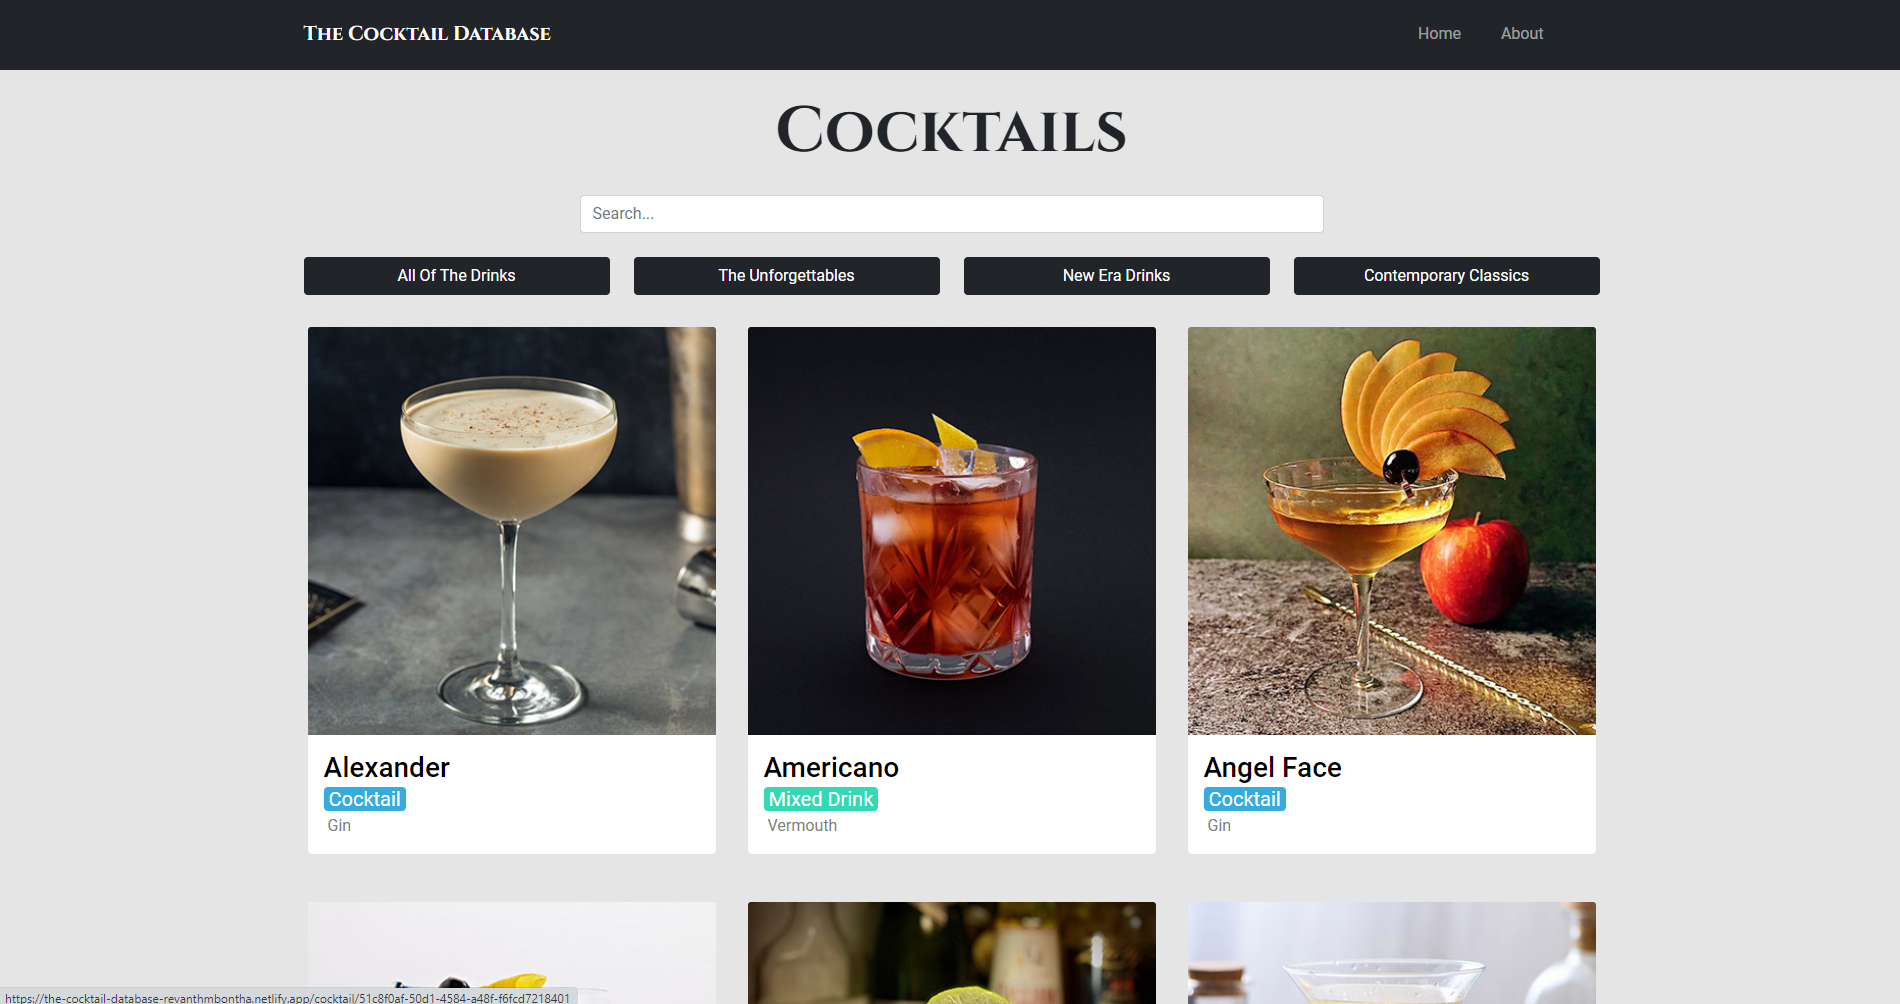 The Cocktail Database
Home
About
Cocktails
Search...
All Of The Drinks
The Unforgettables
New Era Drinks
Contemporary Classics
Alexander
Cocktail
Gin
Americano
Mixed Drink
Vermouth
Angel Face
Cocktail
Gin
https://the-cocktail-database-revanthmbontha.netlify.app/cocktail/51c8f0af-50d1-4584-a48f-f6fcd7218401